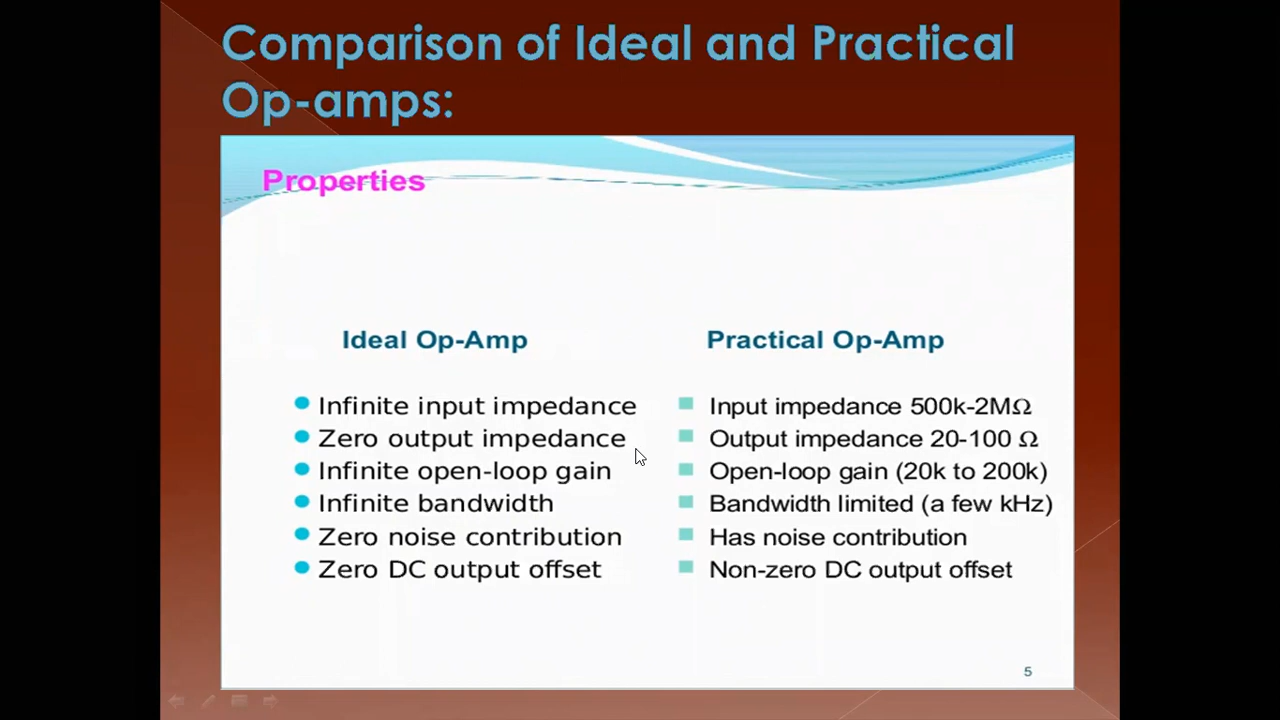 Comparison of Ideal and Practical
Op-amps:
Properties
Ideal Op-Amp
Practical Op-Amp
Infinite input impedance
Zero output impedance
Infinite open-loop gain
Infinite bandwidth
Zero noise contribution
Zero DC output offset
Input impedance 500k-2MΩ
Output impedance 20-100 Ω
Open-loop gain (20k to 200k)
Bandwidth limited (a few kHz)
Has noise contribution
Non-zero DC output offset
5